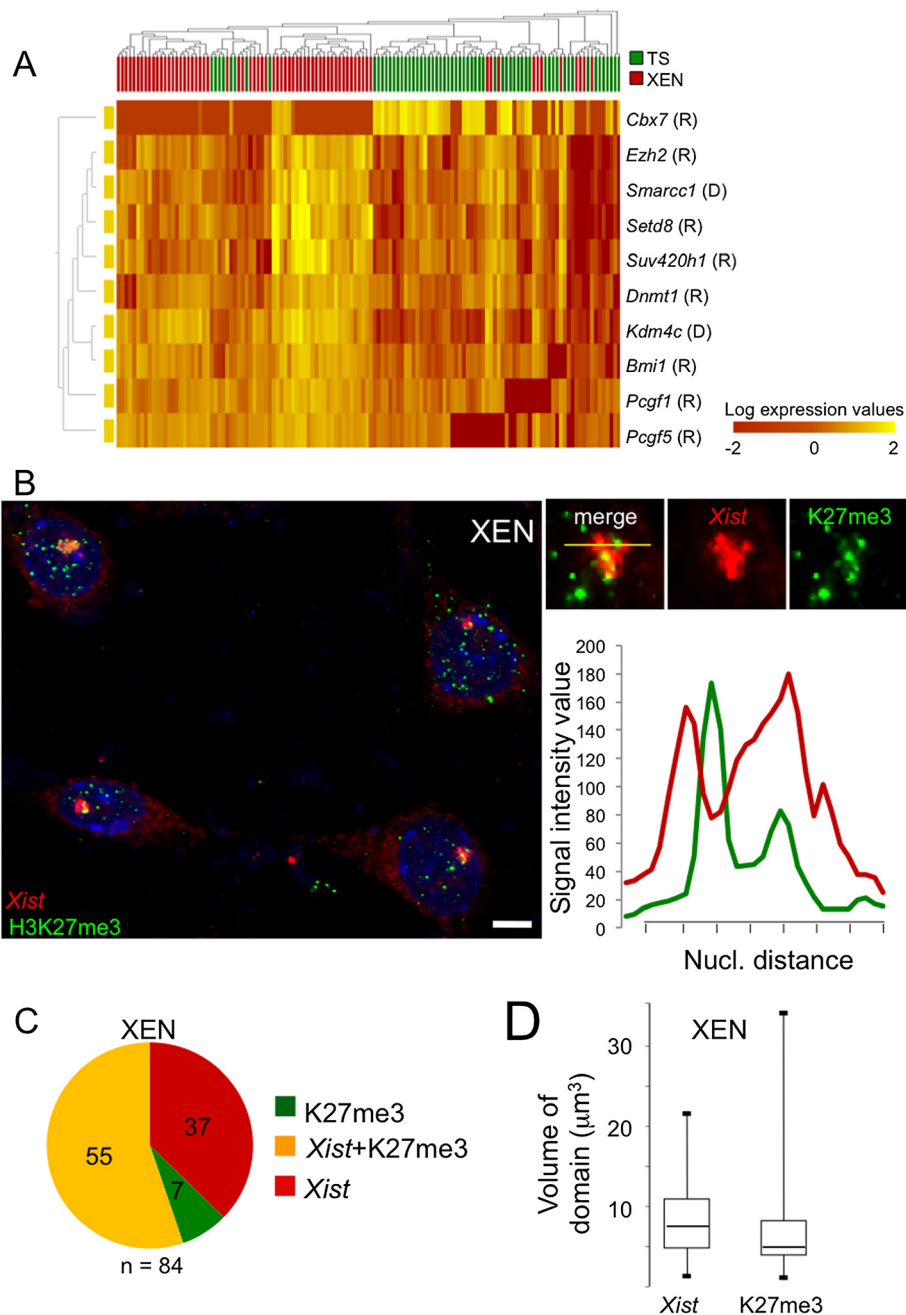 A
TS
XEN
Cbx7 (R)
Ezh2 (R)
Smarcc1 (D)
Setd8 (R)
Suv420h1 (R)
Dnmt1 (R)
Kdm4c (D)
Bmi1 (R)
Pcgf1 (R)
Pcgf5 (R)
Log expression values
-2 0 2
B
XEN
Xist
H3K27me3
merge
Xist
K27me3
Signal intensity value
200
180
160
140
120
100
80
60
40
20
0
Nucl. distance
C
XEN
55
37
7
n = 84
K27me3
Xist+K27me3
Xist
D
XEN
Volume of
domain (μm³)
30
20
10
Xist K27me3